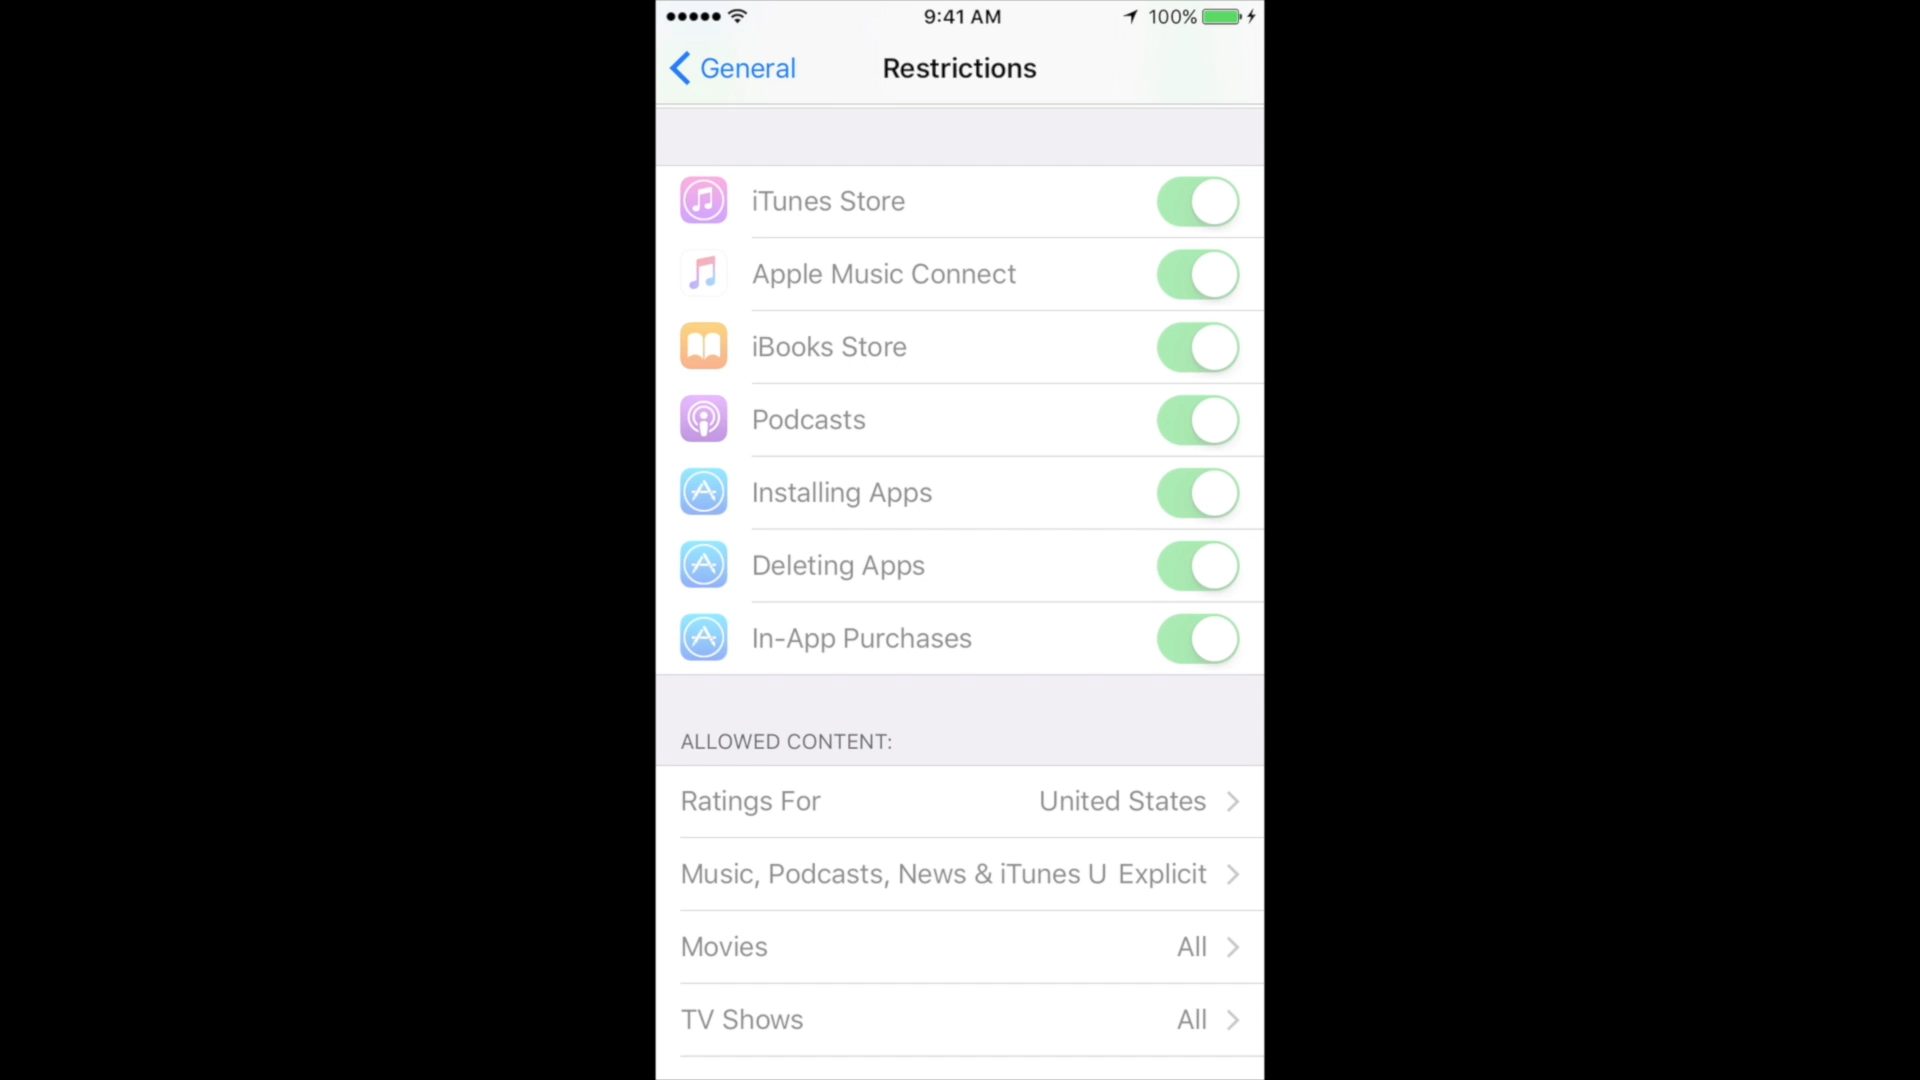 9:41 AM
100%
General
Restrictions
iTunes Store
Apple Music Connect
iBooks Store
Podcasts
Installing Apps
Deleting Apps
In-App Purchases
ALLOWED CONTENT:
Ratings For United States
Music, Podcasts, News & iTunes U Explicit
Movies All
TV Shows All